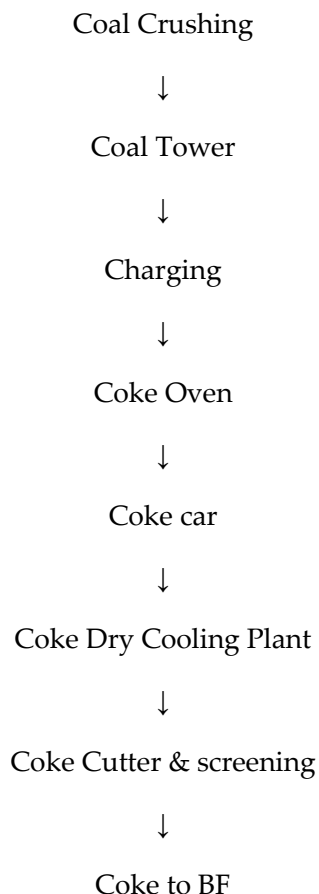 Coal Crushing
↓
Coal Tower
↓
Charging
↓
Coke Oven
↓
Coke car
↓
Coke Dry Cooling Plant
↓
Coke Cutter & screening
↓
Coke to BF